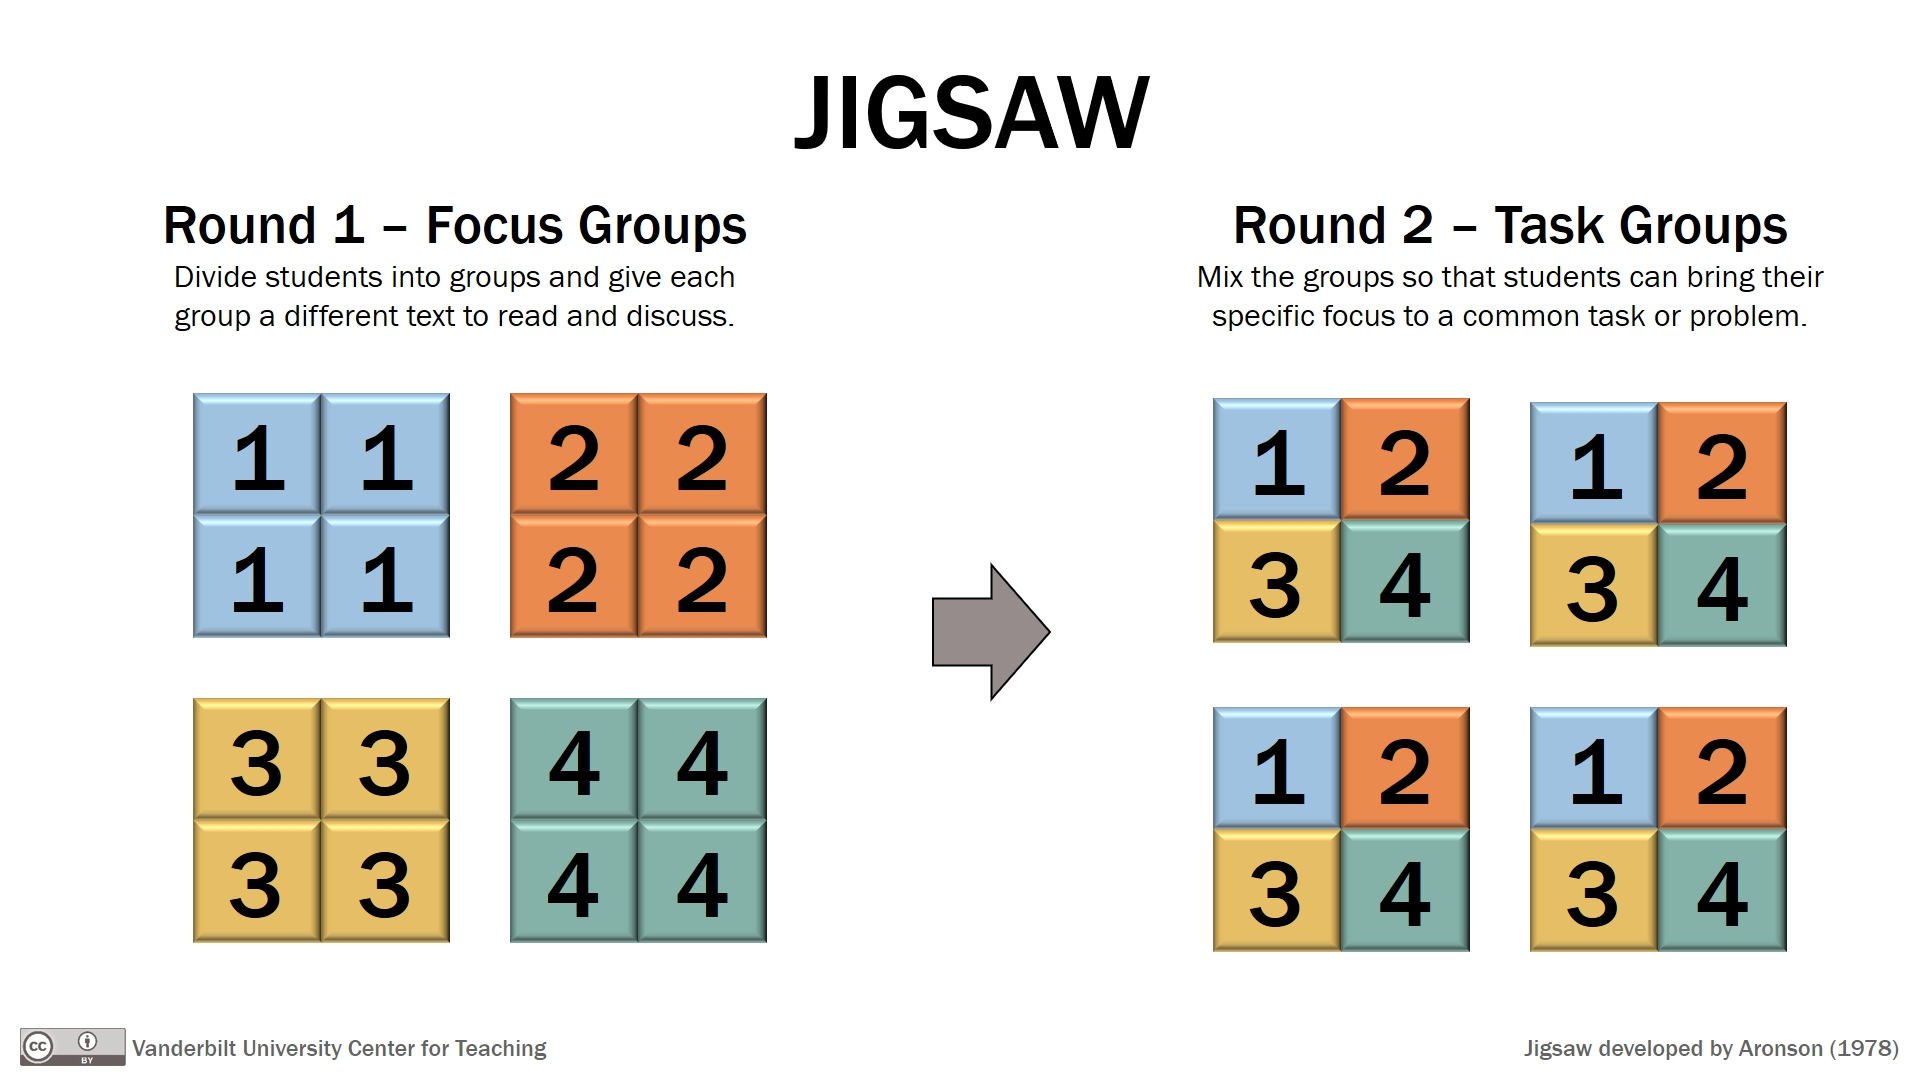 JIGSAW
Round 1 – Focus Groups
Divide students into groups and give each
group a different text to read and discuss.
1 1 2 2
1 1 2 2
3 3 4 4
3 3 4 4
Round 2 – Task Groups
Mix the groups so that students can bring their
specific focus to a common task or problem.
1 2 1 2
3 4 3 4
1 2 1 2
3 4 3 4
cc BY Vanderbilt University Center for Teaching
Jigsaw developed by Aronson (1978)